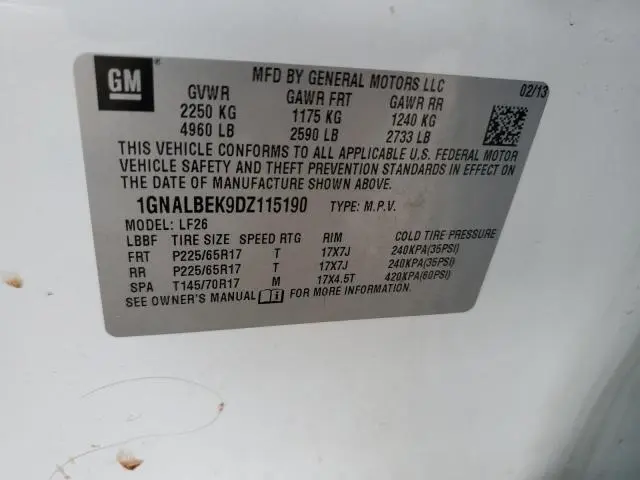 GM
MFD BY GENERAL MOTORS LLC 02/13
GVWR GAWR FRT GAWR RR
2250 KG 1175 KG 1240 KG
4960 LB 2590 LB 2733 LB
THIS VEHICLE CONFORMS TO ALL APPLICABLE U.S. FEDERAL MOTOR
VEHICLE SAFETY AND THEFT PREVENTION STANDARDS IN EFFECT ON
THE DATE OF MANUFACTURE SHOWN ABOVE.
1GNALBEK9DZ115190 TYPE: M.P.V.
MODEL: LF26
LBBF TIRE SIZE SPEED RTG RIM COLD TIRE PRESSURE
FRT P225/65R17 T 17X7J 240KPA(35PSI)
RR P225/65R17 T 17X7J 240KPA(35PSI)
SPA T145/70R17 M 17X4.5T 420KPA(60PSI)
SEE OWNER'S MANUAL FOR MORE INFORMATION.